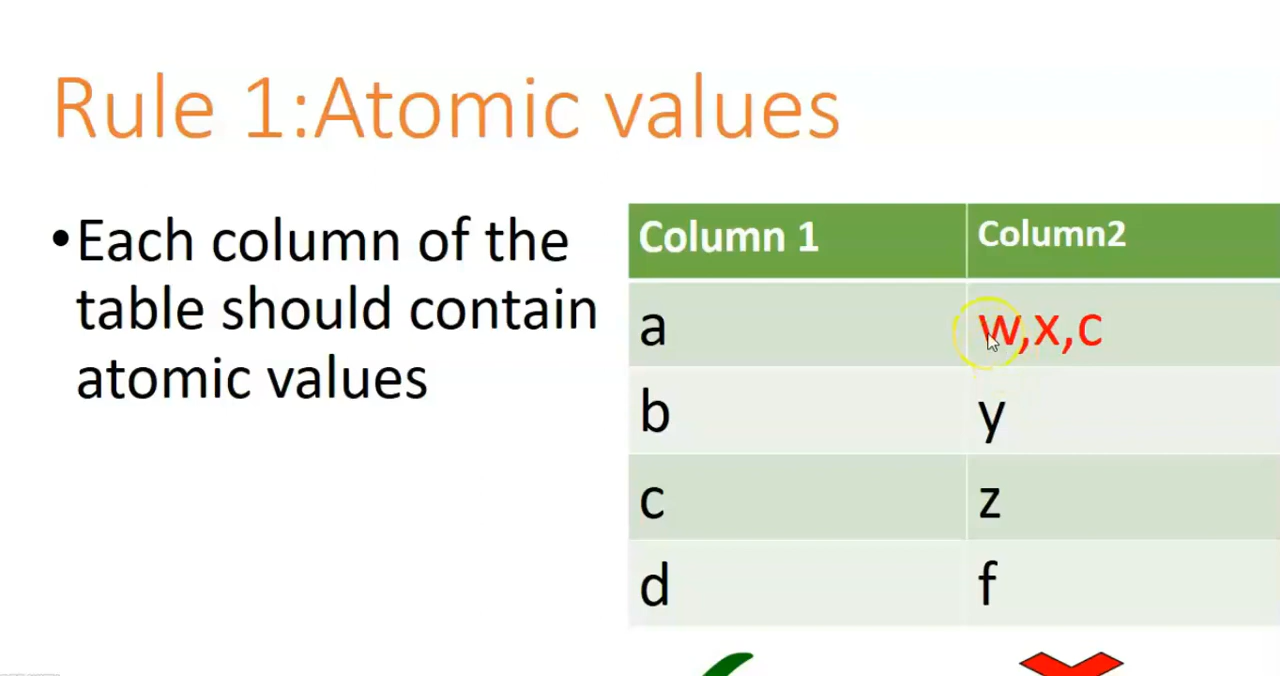 Rule 1:Atomic values
•Each column of the
table should contain
atomic values
Column 1 Column2
a w,x,c
b y
c z
d f